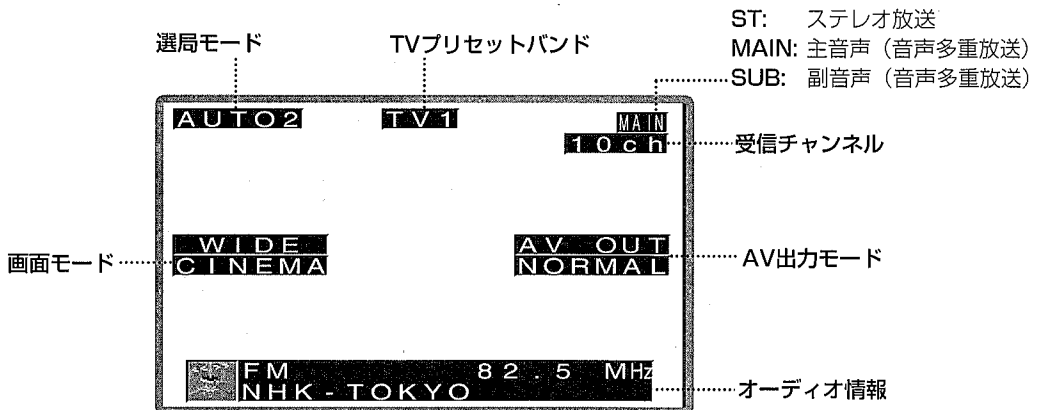 ST: ステレオ放送
MAIN: 主音声（音声多重放送）
SUB: 副音声（音声多重放送）
選局モード
TVプリセットバンド
AUTO2
TV1
MAIN
10ch
受信チャンネル
画面モード
WIDE
CINEMA
AV OUT
NORMAL
AV出力モード
FM 82.5 MHz
NHK-TOKYO
オーディオ情報